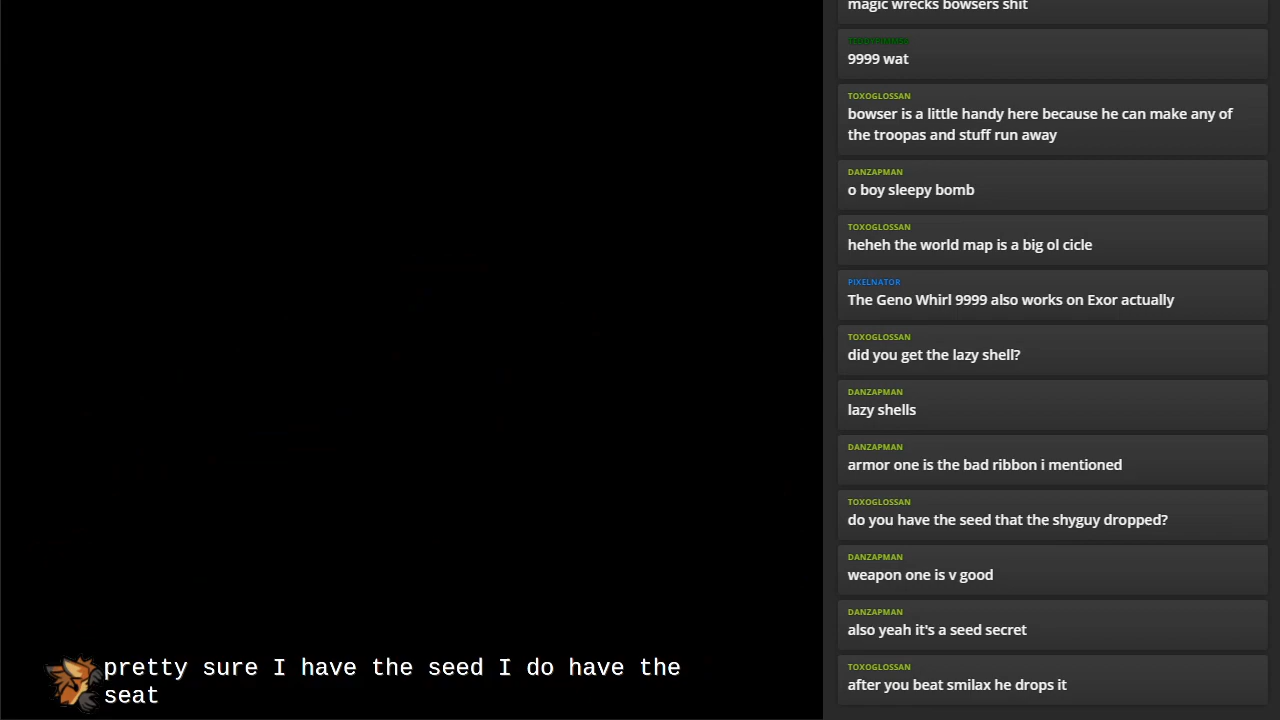 magic wrecks bowsers shit
9999 wat
TOXOGLOSSAN
bowser is a little handy here because he can make any of
the troopas and stuff run away
DANZAPMAN
o boy sleepy bomb
TOXOGLOSSAN
heheh the world map is a big ol cicle
PIXELNATOR
The Geno Whirl 9999 also works on Exor actually
TOXOGLOSSAN
did you get the lazy shell?
DANZAPMAN
lazy shells
DANZAPMAN
armor one is the bad ribbon i mentioned
TOXOGLOSSAN
do you have the seed that the shyguy dropped?
DANZAPMAN
weapon one is v good
DANZAPMAN
also yeah it's a seed secret
TOXOGLOSSAN
after you beat smilax he drops it
pretty sure I have the seed I do have the
seat